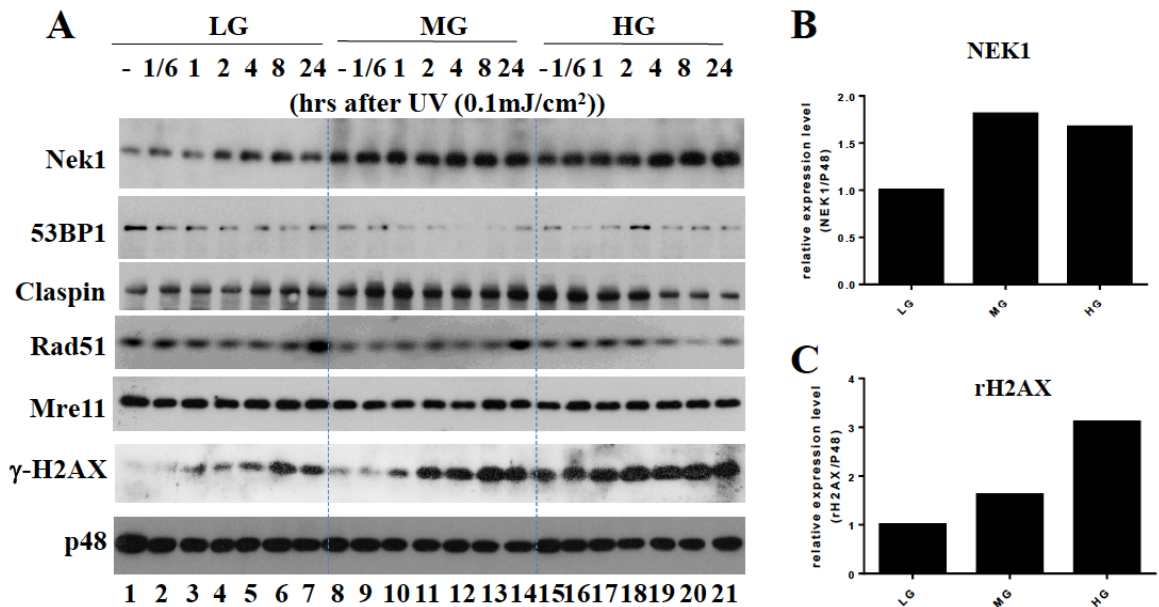 A
LG MG HG
- 1/6 1 2 4 8 24 - 1/6 1 2 4 8 24 - 1/6 1 2 4 8 24
(hrs after UV (0.1mJ/cm²))
Nek1
53BP1
Claspin
Rad51
Mre11
γ-H2AX
p48
1 2 3 4 5 6 7 8 9 10 11 12 13 14 15 16 17 18 19 20 21
B
NEK1
relative expression level
(NEK1/P48)
2.0
1.5
1.0
0.5
0.0
LG MG HG
C
rH2AX
relative expression level
(rH2AX/P48)
4
3
2
1
0
LG MG HG